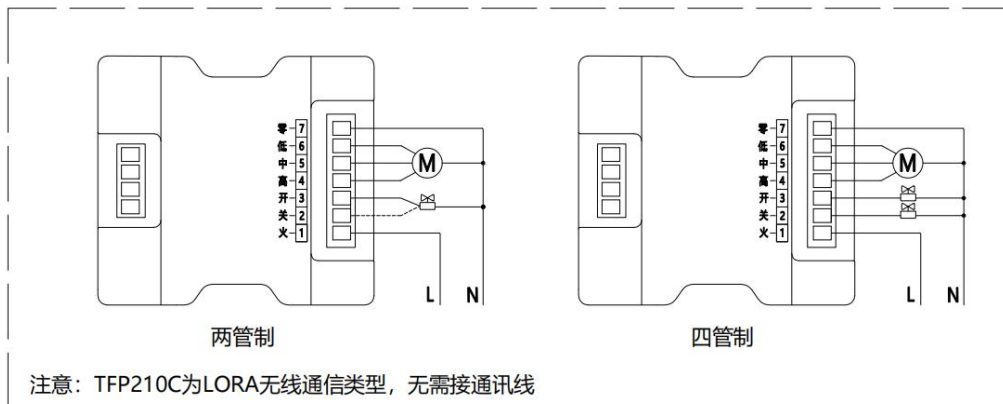 零 7
低 6
中 5
高 4
开 3
关 2
火 1
M
L N
两管制
零 7
低 6
中 5
高 4
开 3
关 2
火 1
M
L N
四管制
注意：TFP210C为LORA无线通信类型，无需接通讯线